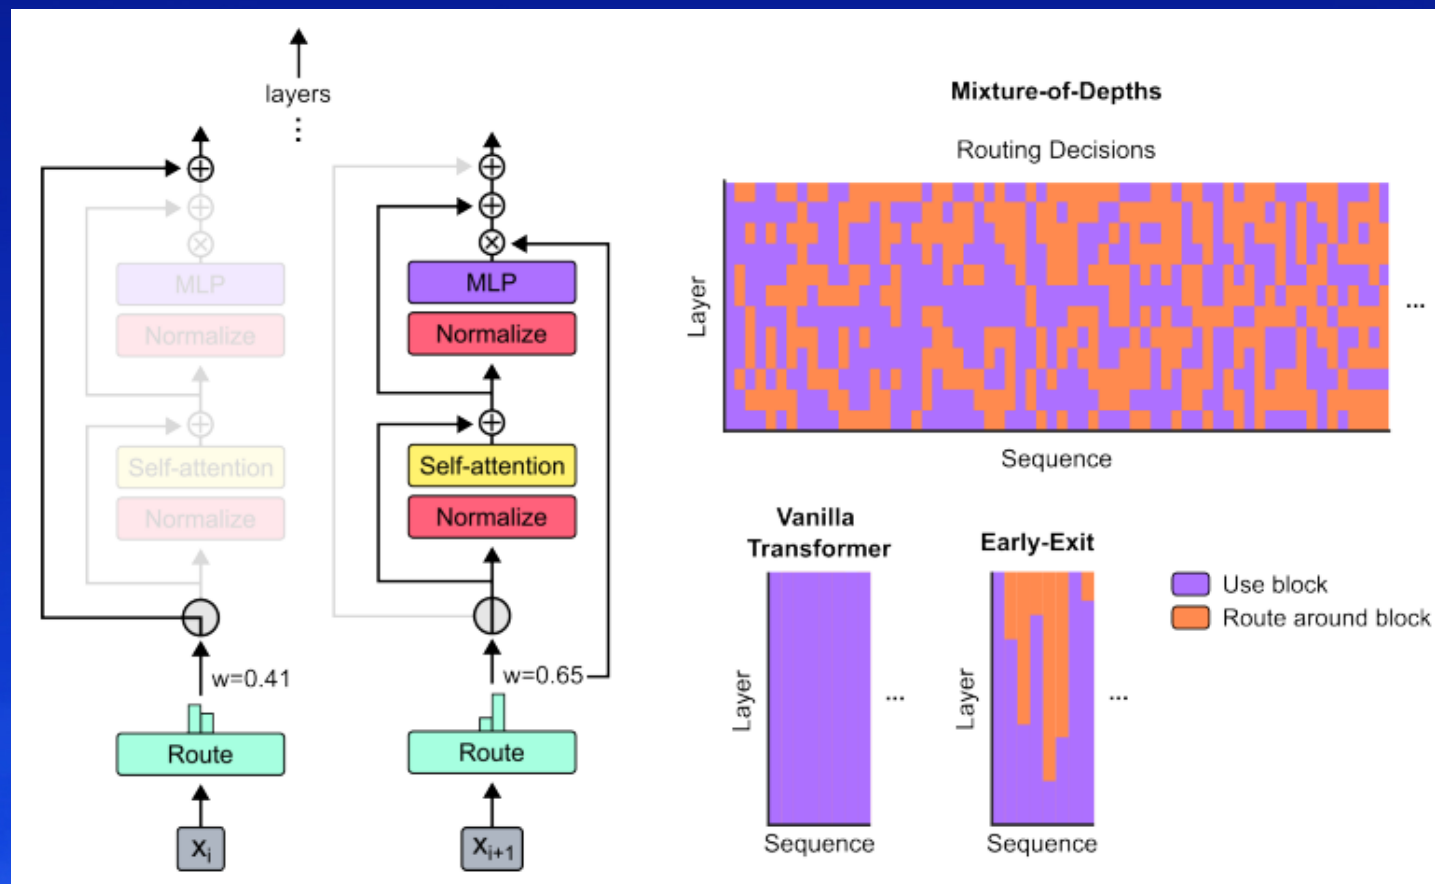 layers
⋮
MLP
Normalize
Self-attention
Normalize
w=0.41
Route
xᵢ
MLP
Normalize
Self-attention
Normalize
w=0.65
Route
xᵢ₊₁
Mixture-of-Depths
Routing Decisions
Layer
...
Sequence
Vanilla
Transformer
Layer
...
Sequence
Early-Exit
Layer
...
Sequence
Use block
Route around block